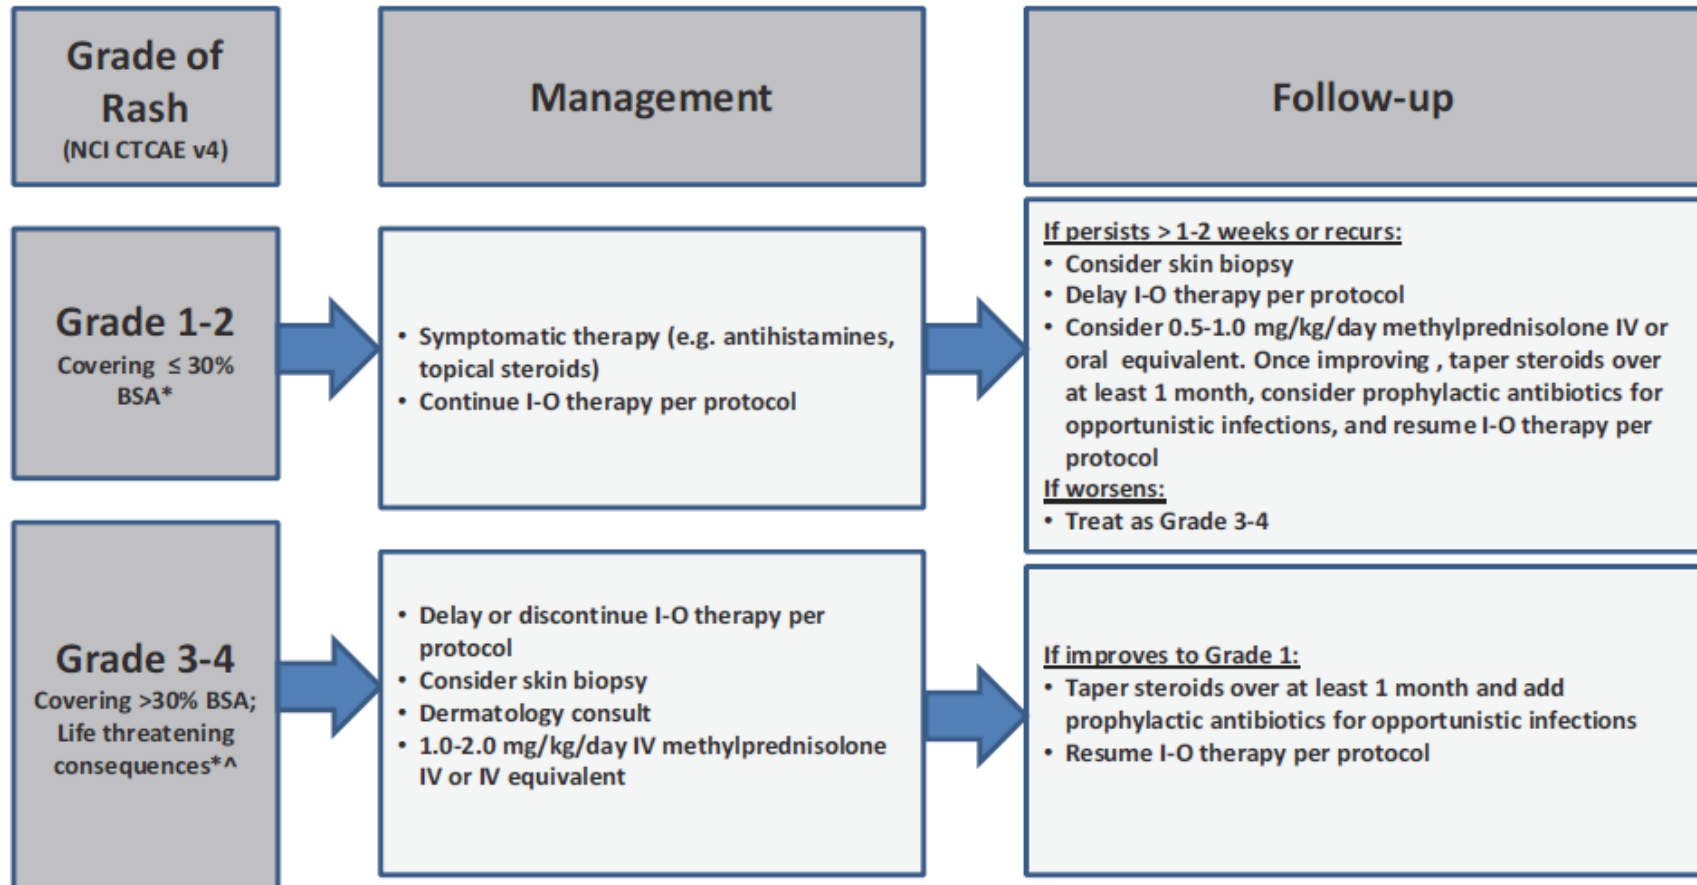 Grade of
Rash
(NCI CTCAE v4)
Management
Follow-up
Grade 1-2
Covering ≤ 30%
BSA*
• Symptomatic therapy (e.g. antihistamines,
topical steroids)
• Continue I-O therapy per protocol
If persists > 1-2 weeks or recurs:
• Consider skin biopsy
• Delay I-O therapy per protocol
• Consider 0.5-1.0 mg/kg/day methylprednisolone IV or
oral equivalent. Once improving , taper steroids over
at least 1 month, consider prophylactic antibiotics for
opportunistic infections, and resume I-O therapy per
protocol
If worsens:
• Treat as Grade 3-4
Grade 3-4
Covering >30% BSA;
Life threatening
consequences*^
• Delay or discontinue I-O therapy per
protocol
• Consider skin biopsy
• Dermatology consult
• 1.0-2.0 mg/kg/day IV methylprednisolone
IV or IV equivalent
If improves to Grade 1:
• Taper steroids over at least 1 month and add
prophylactic antibiotics for opportunistic infections
• Resume I-O therapy per protocol